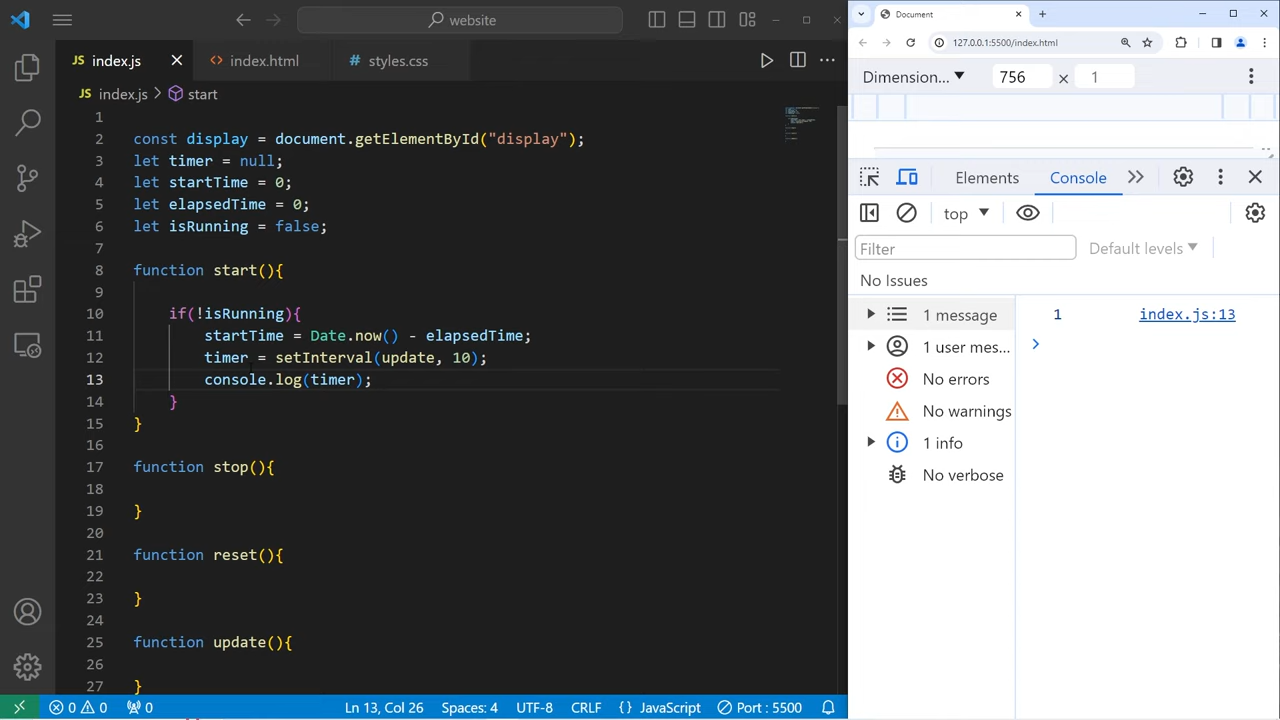 website
JS index.js
index.html
# styles.css
JS index.js > start
1
2 const display = document.getElementById("display");
3 let timer = null;
4 let startTime = 0;
5 let elapsedTime = 0;
6 let isRunning = false;
7
8 function start(){
9
10 if(!isRunning){
11 startTime = Date.now() - elapsedTime;
12 timer = setInterval(update, 10);
13 console.log(timer);
14 }
15 }
16
17 function stop(){
18
19 }
20
21 function reset(){
22
23 }
24
25 function update(){
26
27 }
0 0 0 Ln 13, Col 26 Spaces: 4 UTF-8 CRLF {} JavaScript Port : 5500
Document
127.0.0.1:5500/index.html
Dimension... 756 × 1
Elements Console
top
Filter Default levels
No Issues
1 message
1 user mes...
No errors
No warnings
1 info
No verbose
1 index.js:13
>